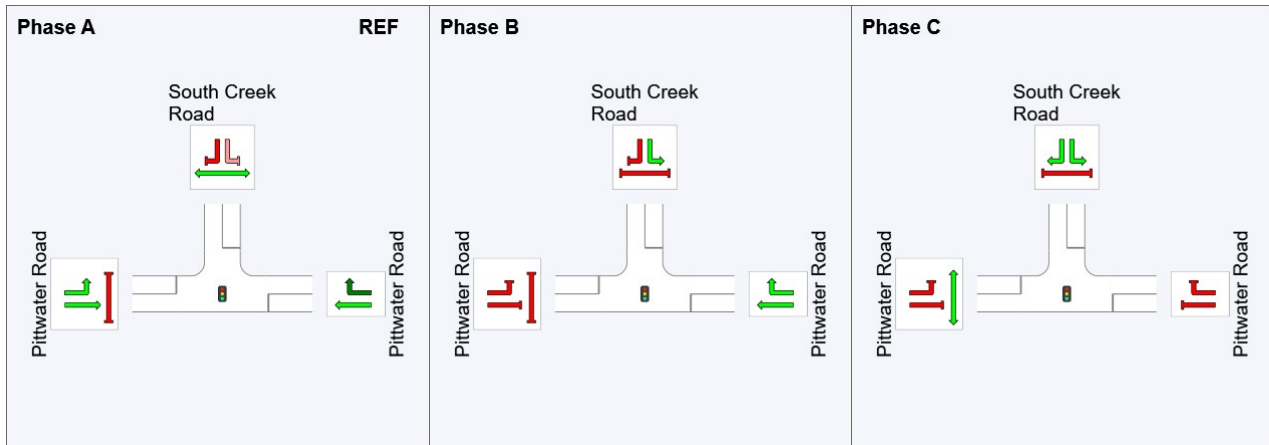 Phase A
REF
South Creek
Road
Pittwater Road
Pittwater Road
Phase B
South Creek
Road
Pittwater Road
Pittwater Road
Phase C
South Creek
Road
Pittwater Road
Pittwater Road